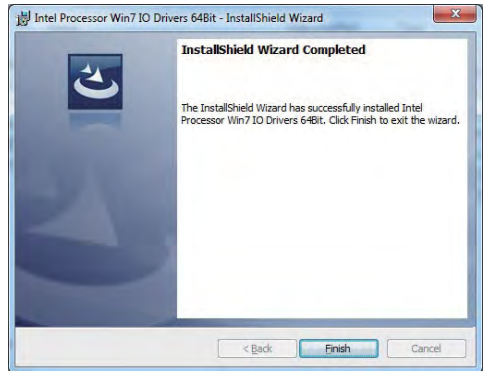 Intel Processor Win7 IO Drivers 64Bit - InstallShield Wizard
InstallShield Wizard Completed
The InstallShield Wizard has successfully installed Intel
Processor Win7 IO Drivers 64Bit. Click Finish to exit the wizard.
< Back Finish Cancel